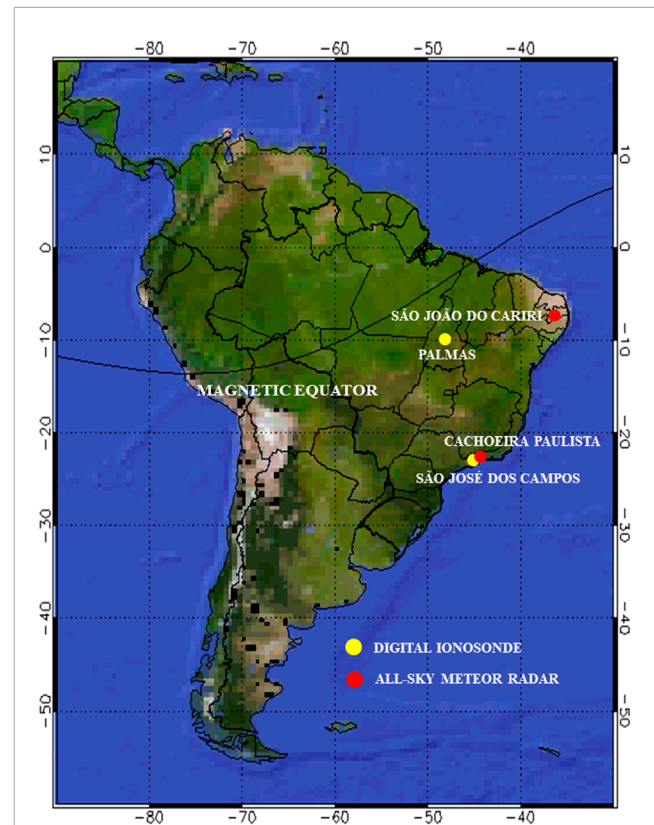 -80 -70 -60 -50 -40
10 10
0 0
SÃO JOÃO DO CARIRI
-10 -10
PALMAS
MAGNETIC EQUATOR
-20 -20
CACHOEIRA PAULISTA
SÃO JOSÉ DOS CAMPOS
-30 -30
-40 -40
DIGITAL IONOSONDE
ALL-SKY METEOR RADAR
-50 -50
-80 -70 -60 -50 -40